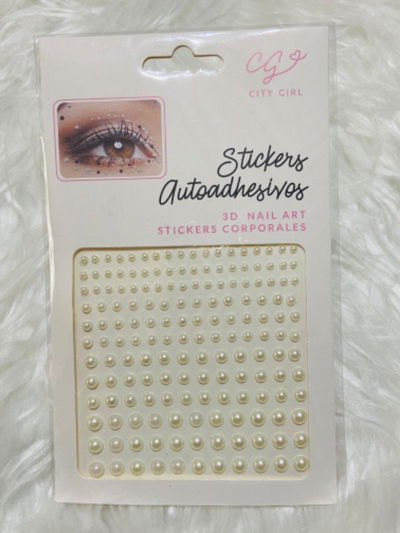 CG
CITY GIRL
Stickers
Autoadhesivos
3D NAIL ART
STICKERS CORPORALES